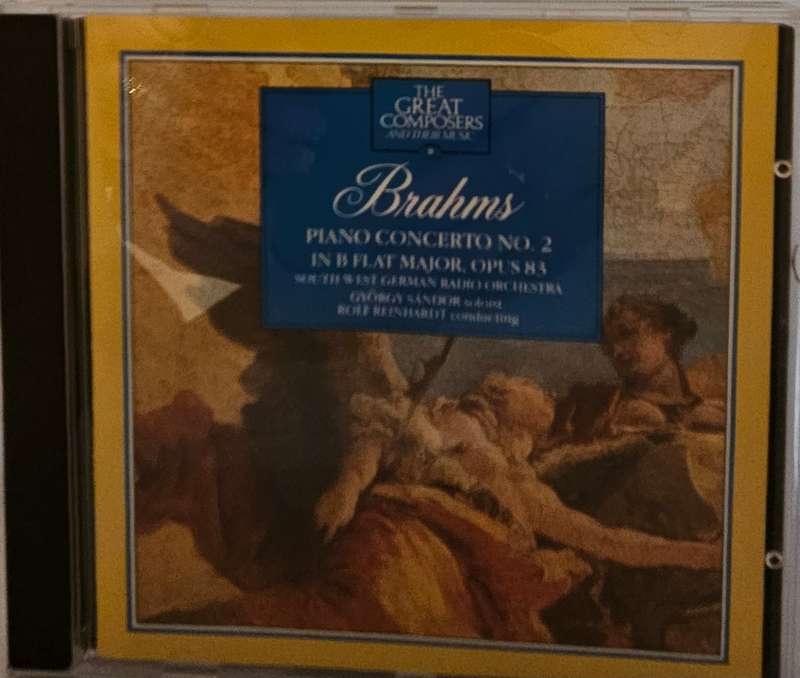 THE
GREAT
COMPOSERS
AND THEIR MUSIC
Brahms
PIANO CONCERTO NO. 2
IN B FLAT MAJOR, OPUS 83
SOUTH WEST GERMAN RADIO ORCHESTRA
GYÖRGY SÁNDOR soloist
ROLF REINHARDT conducting